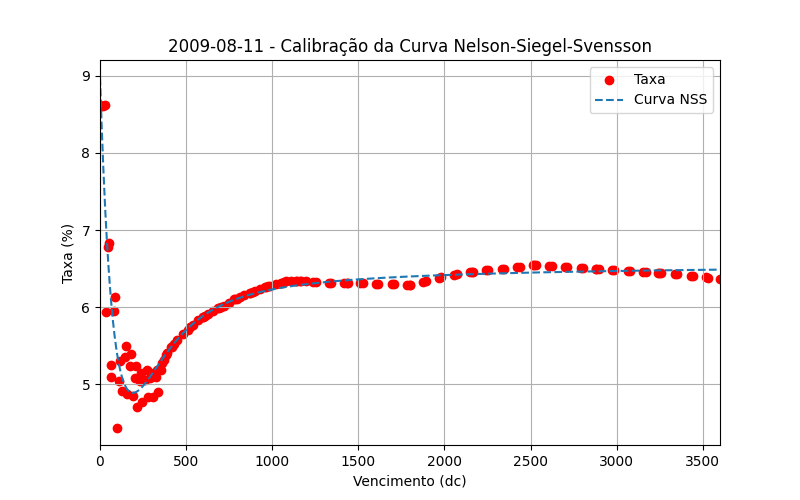 2009-08-11 - Calibração da Curva Nelson-Siegel-Svensson
Taxa
Curva NSS
Taxa (%)
9
8
7
6
5
0 500 1000 1500 2000 2500 3000 3500
Vencimento (dc)